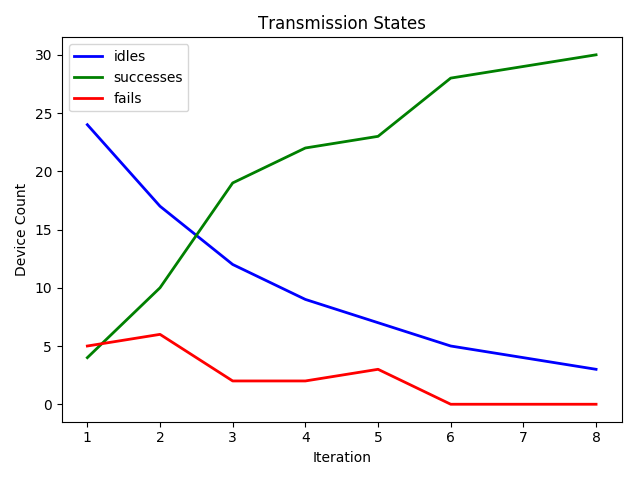 Transmission States
idles
successes
fails
Device Count
30
25
20
15
10
5
0
1 2 3 4 5 6 7 8
Iteration